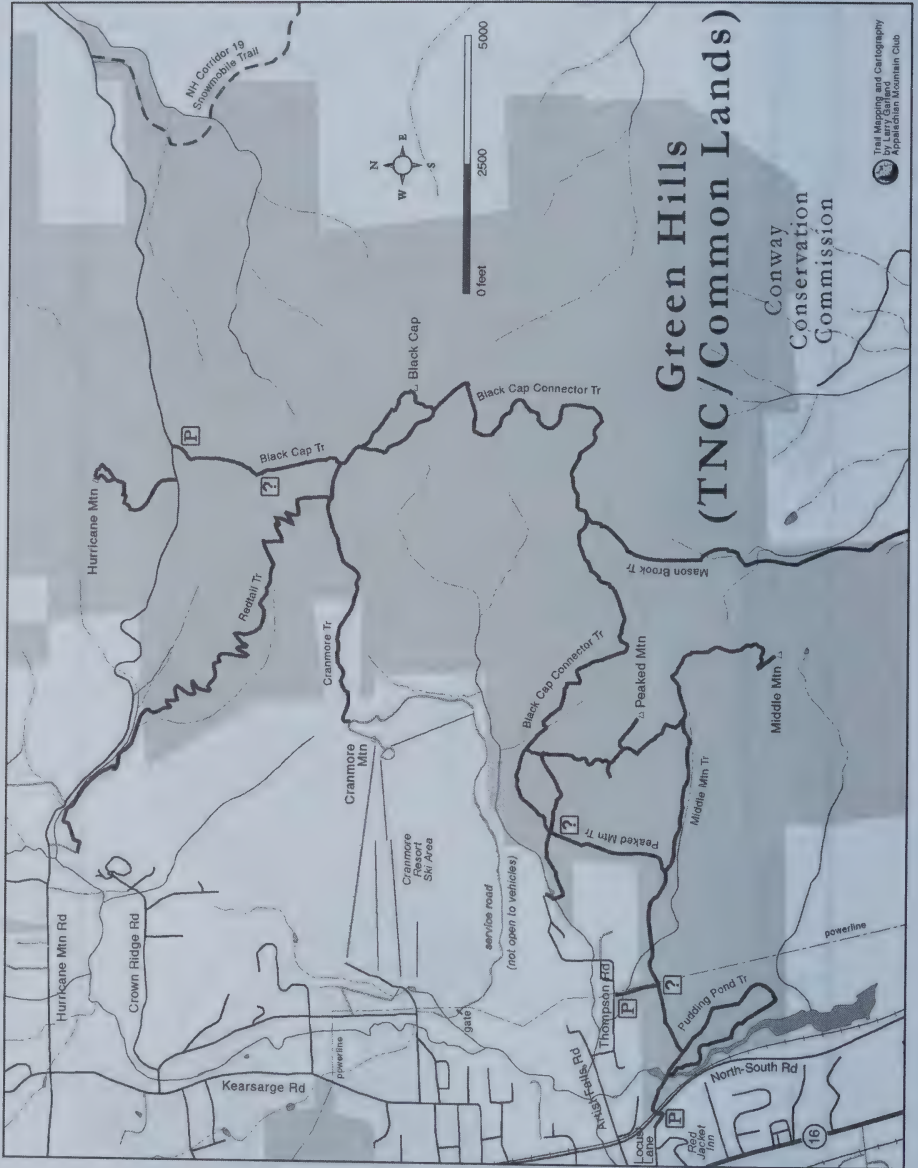 NH Corridor 19
Snowmobile Trail
N
W
E
S
0 feet
2500
5000
Green Hills
(TNC/Common Lands)
Conway
Conservation
Commission
Trail Mapping and Cartography
by Larry Garland
Appalachian Mountain Club
Hurricane Mtn
P
Black Cap Tr
?
Black Cap
Black Cap Connector Tr
Redtail Tr
Cranmore Tr
Cranmore
Mtn
Mason Brook Tr
Black Cap Connector Tr
Peaked Mtn
Middle Mtn
Middle Mtn Tr
Peaked Mtn Tr
?
Hurricane Mtn Rd
Crown Ridge Rd
Cranmore
Resort
Ski Area
service road
(not open to vehicles)
Kearsarge Rd
powerline
gate
Thompson Rd
P
?
powerline
Pudding Pond Tr
Artist Falls Rd
North-South Rd
Locust
Lane
P
Red
Jacket
Inn
16